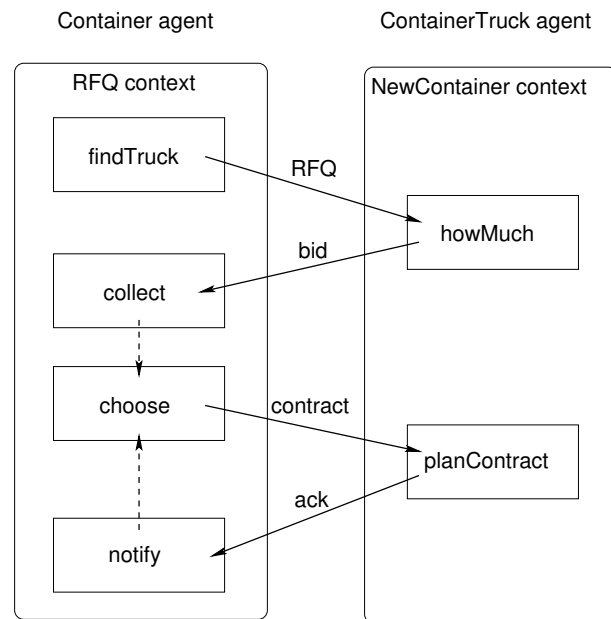 Container agent
ContainerTruck agent
RFQ context
NewContainer context
findTruck
RFQ
howMuch
bid
collect
choose
contract
planContract
ack
notify